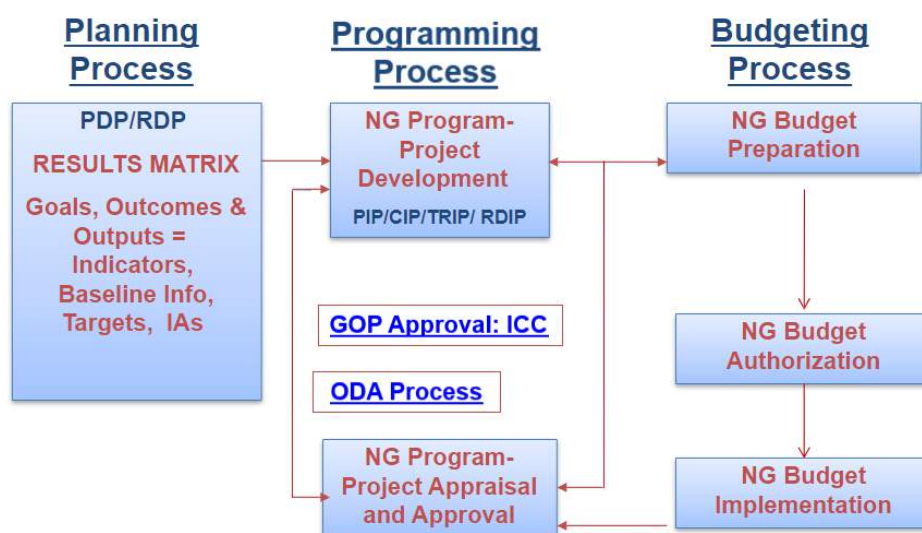 Planning
Process
PDP/RDP
RESULTS MATRIX
Goals, Outcomes &
Outputs =
Indicators,
Baseline Info,
Targets, IAs
Programming
Process
NG Program-
Project
Development
PIP/CIP/TRIP/ RDIP
GOP Approval: ICC
ODA Process
NG Program-
Project Appraisal
and Approval
Budgeting
Process
NG Budget
Preparation
NG Budget
Authorization
NG Budget
Implementation